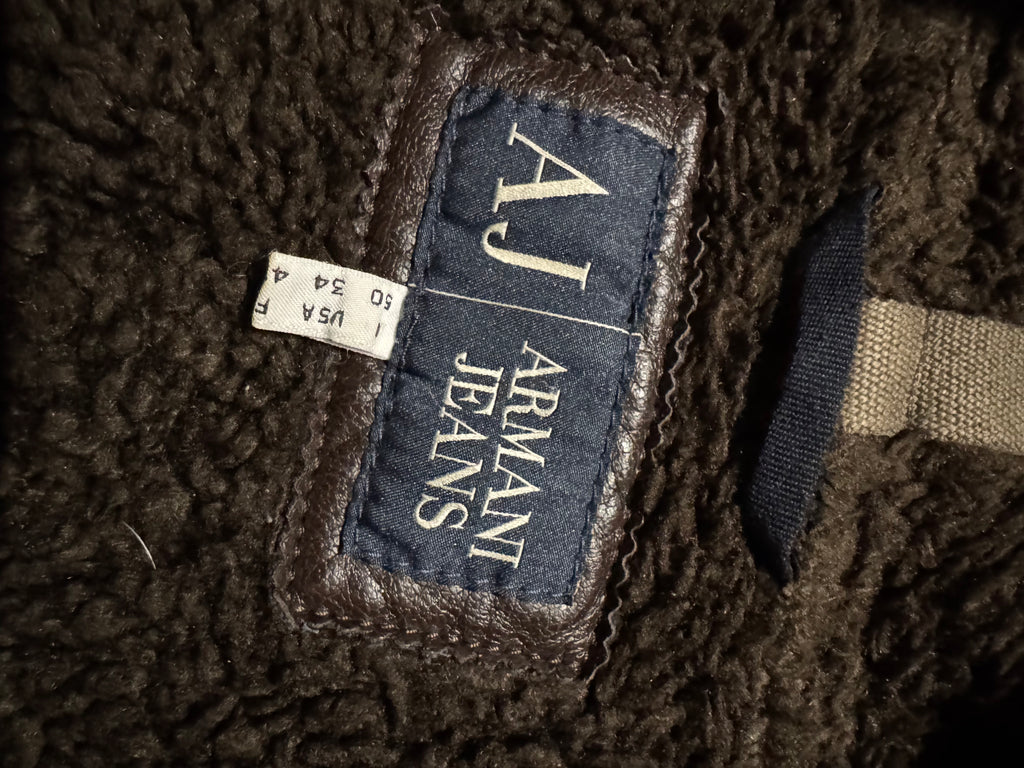 AJ
ARMANI
JEANS
I USA F
50 34 4